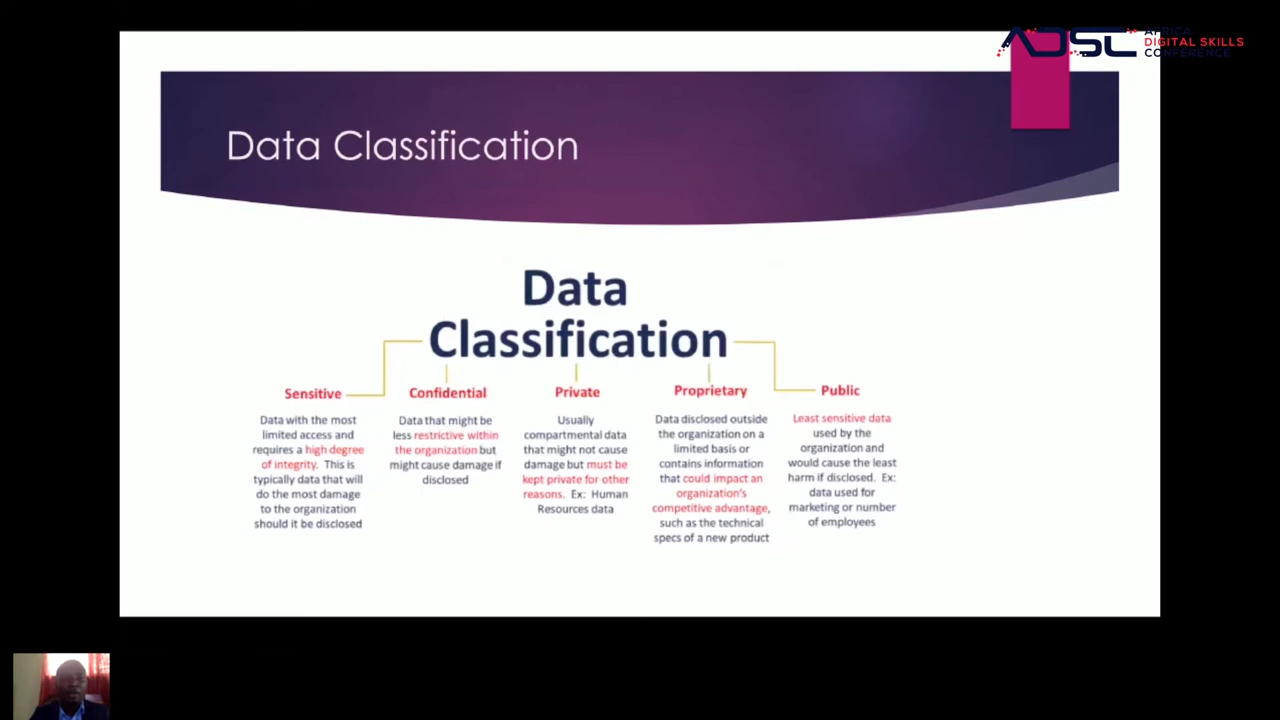 ADSC
AFRICA
DIGITAL SKILLS
CONFERENCE
Data Classification
Data
Classification
Sensitive
Data with the most
limited access and
requires a high degree
of integrity. This is
typically data that will
do the most damage
to the organization
should it be disclosed
Confidential
Data that might be
less restrictive within
the organization but
might cause damage if
disclosed
Private
Usually
compartmental data
that might not cause
damage but must be
kept private for other
reasons. Ex: Human
Resources data
Proprietary
Data disclosed outside
the organization on a
limited basis or
contains information
that could impact an
organization's
competitive advantage,
such as the technical
specs of a new product
Public
Least sensitive data
used by the
organization and
would cause the least
harm if disclosed. Ex:
data used for
marketing or number
of employees